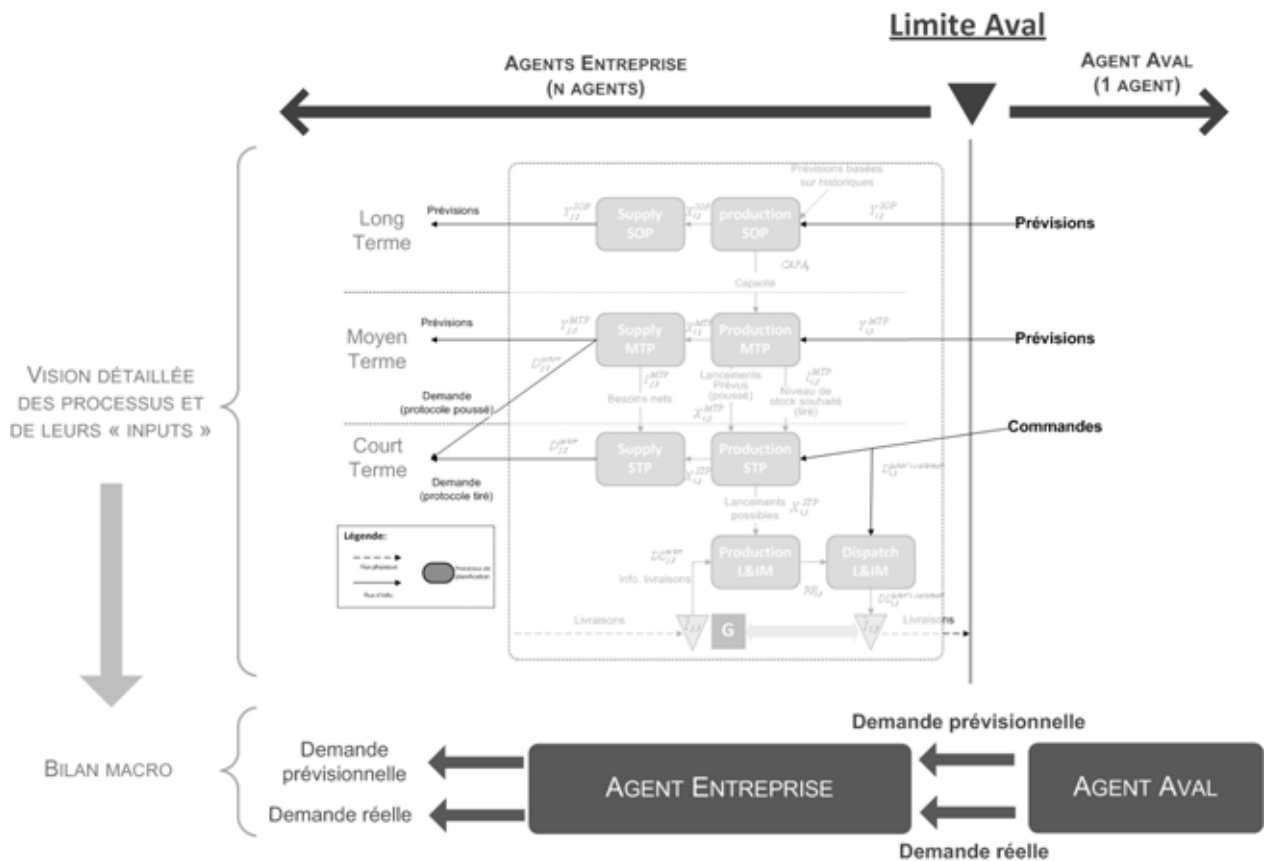 Limite Aval
AGENTS ENTREPRISE
(N AGENTS)
AGENT AVAL
(1 AGENT)
VISION DÉTAILLÉE
DES PROCESSUS ET
DE LEURS « INPUTS »
Prévisions basées
sur historiques
Long
Terme
Prévisions
Supply
SOP
production
SOP
Prévisions
Capacité
Moyen
Terme
Prévisions
Supply
MTP
Production
MTP
Prévisions
Demande
(protocole poussé)
Besoins nets
Lancements
Prévus
(poussé)
Niveau de
stock souhaité
(tiré)
Commandes
Court
Terme
Supply
STP
Production
STP
Demande
(protocole tiré)
Lancements
possibles
Légende:
Production
L&IM
Dispatch
L&IM
Info. livraisons
Livraisons
G
Livraisons
BILAN MACRO
Demande
prévisionnelle
Demande réelle
AGENT ENTREPRISE
Demande prévisionnelle
Demande réelle
AGENT AVAL